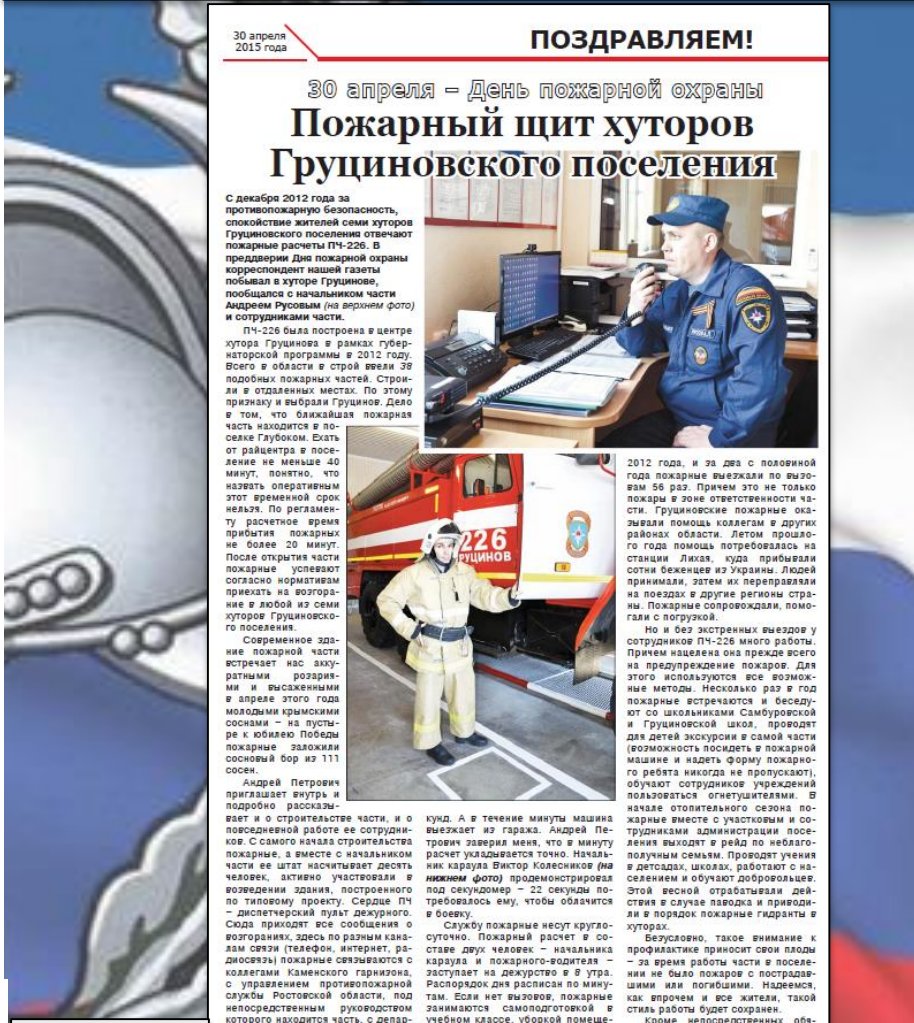 30 апреля
2015 года
ПОЗДРАВЛЯЕМ!
30 апреля – День пожарной охраны
Пожарный щит хуторов
Груциновского поселения
С декабря 2012 года за
противопожарную безопасность,
спокойствие жителей семи хуторов
Груциновского поселения отвечают
пожарные расчеты ПЧ-226. В
преддверии Дня пожарной охраны
корреспондент нашей газеты
побывал в хуторе Груцинове,
пообщался с начальником части
Андреем Русовым (на верхнем фото)
и сотрудниками части.
ПЧ-226 была построена в центре
хутора Груцинова в рамках губер-
наторской программы в 2012 году.
Всего в области в строй ввели 38
подобных пожарных частей. Строи-
ли в отдаленных местах. По этому
признаку и выбрали Груцинов. Дело
в том, что ближайшая пожарная
часть находится в по-
селке Глубоком. Ехать
от райцентра в посе-
ление не меньше 40
минут, понятно, что
назвать оперативным
этот временной срок
нельзя. По регламен-
ту расчетное время
прибытия пожарных
не более 20 минут.
После открытия части
пожарные успевают
согласно нормативам
приехать на возгора-
ние в любой из семи
хуторов Груциновско-
го поселения.
Современное зда-
ние пожарной части
встречает нас акку-
ратными розария-
ми и высаженными
в апреле этого года
молодыми крымскими
соснами – на пусты-
ре к юбилею Победы
пожарные заложили
сосновый бор из 111
сосен.
Андрей Петрович
приглашает внутрь и
подробно рассказы-
вает и о строительстве части, и о
повседневной работе ее сотрудни-
ков. С самого начала строительства
пожарные, а вместе с начальником
части ее штат насчитывает десять
человек, активно участвовали в
возведении здания, построенного
по типовому проекту. Сердце ПЧ
– диспетчерский пульт дежурного.
Сюда приходят все сообщения о
возгораниях, здесь по разным кана-
лам связи (телефон, интернет, ра-
диосвязь) пожарные связываются с
коллегами Каменского гарнизона,
с управлением противопожарной
службы Ростовской области, под
непосредственным руководством
которого находится часть, с депар-
226
ГРУЦИНОВ
кунд. А в течение минуты машина
выезжает из гаража. Андрей Пе-
трович заверил меня, что в минуту
расчет укладывается точно. Началь-
ник караула Виктор Колесников (на
нижнем фото) продемонстрировал
под секундомер – 22 секунды по-
требовалось ему, чтобы облачится
в боевку.
Службу пожарные несут кругло-
суточно. Пожарный расчет в со-
ставе двух человек – начальника
караула и пожарного-водителя –
заступает на дежурство в 8 утра.
Распорядок дня расписан по мину-
там. Если нет вызовов, пожарные
занимаются самоподготовкой в
учебном классе, уборкой помеще-
2012 года, и за два с половиной
года пожарные выезжали по вызо-
вам 56 раз. Причем это не только
пожары в зоне ответственности ча-
сти. Груциновские пожарные ока-
зывали помощь коллегам в других
районах области. Летом прошло-
го года помощь потребовалась на
станции Лихая, куда прибывали
сотни беженцев из Украины. Людей
принимали, затем их переправляли
на поездах в другие регионы стра-
ны. Пожарные сопровождали, помо-
гали с погрузкой.
Но и без экстренных выездов у
сотрудников ПЧ-226 много работы.
Причем нацелена она прежде всего
на предупреждение пожаров. Для
этого используются все возмож-
ные методы. Несколько раз в год
пожарные встречаются и беседу-
ют со школьниками Самбуровской
и Груциновской школ, проводят
для детей экскурсии в самой части
(возможность посидеть в пожарной
машине и надеть форму пожарно-
го ребята никогда не пропускают),
обучают сотрудников учреждений
пользоваться огнетушителями. В
начале отопительного сезона по-
жарные вместе с участковым и со-
трудниками администрации посе-
ления выходят в рейд по неблаго-
получным семьям. Проводят учения
в детсадах, школах, работают с на-
селением и обучают добровольцев.
Этой весной отрабатывали дей-
ствия в случае паводка и приводи-
ли в порядок пожарные гидранты в
хуторах.
Безусловно, такое внимание к
профилактике приносит свои плоды
– за время работы части в поселе-
нии не было пожаров с пострадав-
шими или погибшими. Надеемся,
как впрочем и все жители, такой
стиль работы будет сохранен.
Кроме непосредственных обя-